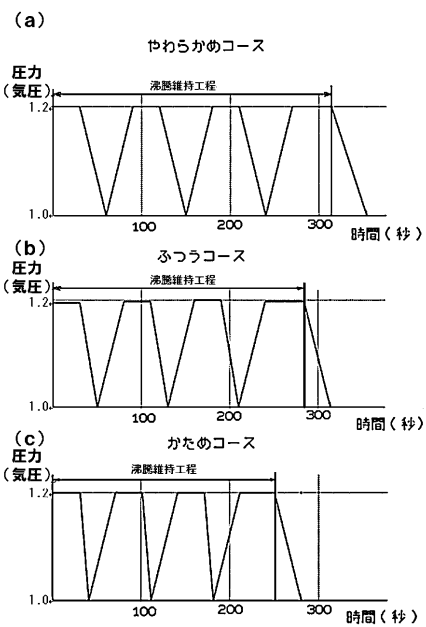 (a)
やわらかめコース
圧力
(気圧)
沸騰維持工程
1.2
1.0
100
200
300
時間(秒)
(b)
ふつうコース
圧力
(気圧)
沸騰維持工程
1.2
1.0
100
200
300
時間(秒)
(c)
かためコース
圧力
(気圧)
沸騰維持工程
1.2
1.0
100
200
300
時間(秒)